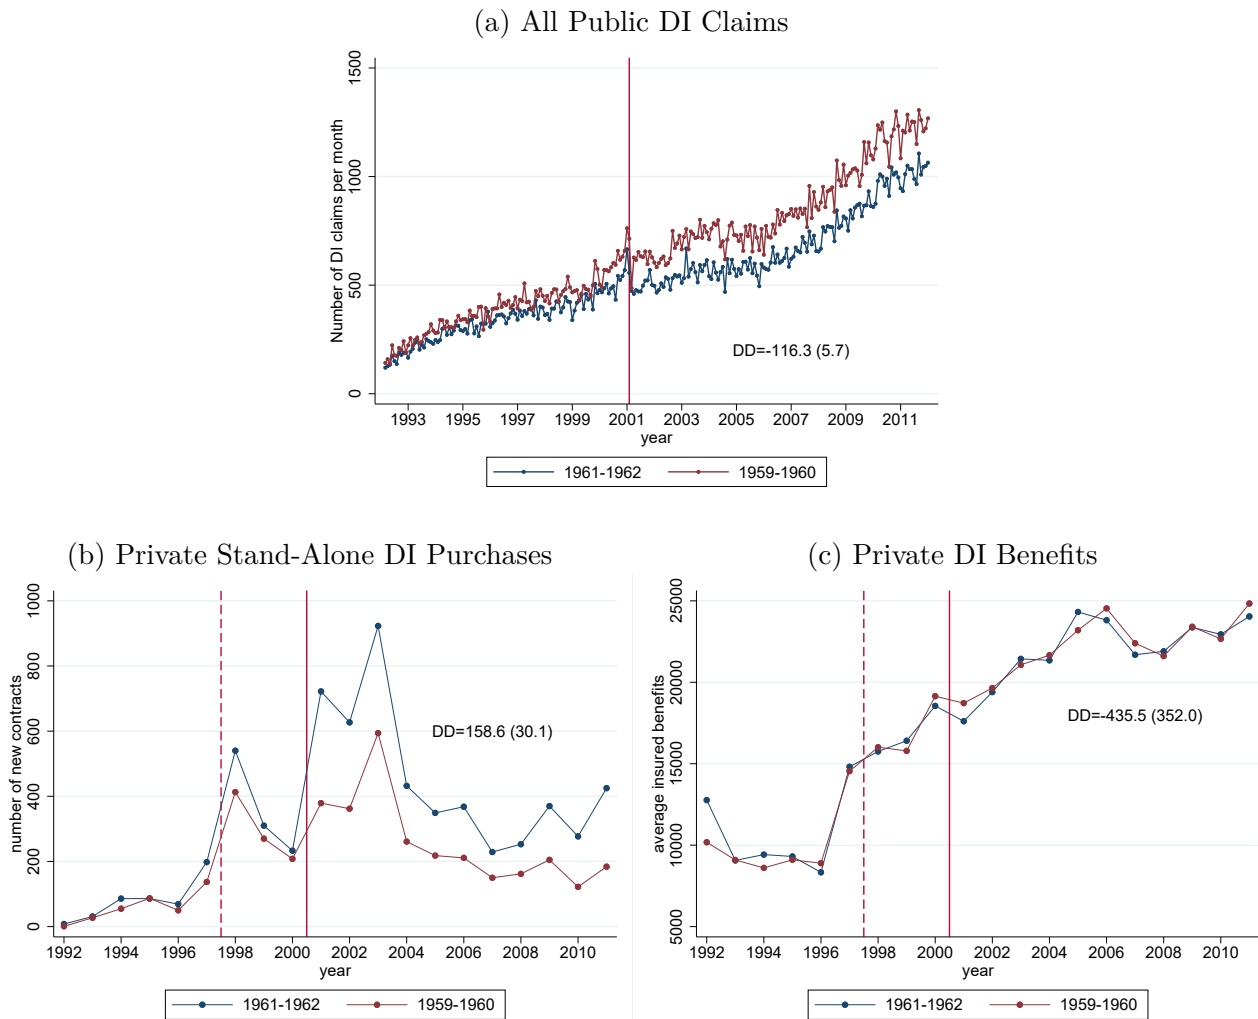 (a) All Public DI Claims
Number of DI claims per month
1500
1000
500
0
DD=-116.3 (5.7)
1993 1995 1997 1999 2001 2003 2005 2007 2009 2011
year
1961-1962 1959-1960
(b) Private Stand-Alone DI Purchases
number of new contracts
1000
800
600
400
200
0
DD=158.6 (30.1)
1992 1994 1996 1998 2000 2002 2004 2006 2008 2010
year
1961-1962 1959-1960
(c) Private DI Benefits
average insured benefits
25000
20000
15000
10000
5000
DD=-435.5 (352.0)
1992 1994 1996 1998 2000 2002 2004 2006 2008 2010
year
1961-1962 1959-1960